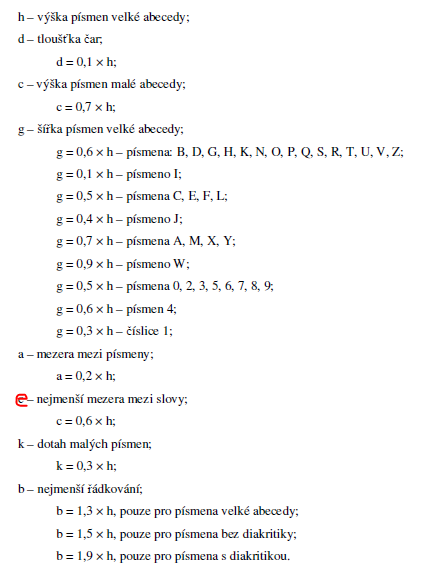 h – výška písmen velké abecedy;
d – tloušťka čar;
d = 0,1 × h;
c – výška písmen malé abecedy;
c = 0,7 × h;
g – šířka písmen velké abecedy;
g = 0,6 × h – písmena: B, D, G, H, K, N, O, P, Q, S, R, T, U, V, Z;
g = 0,1 × h – písmeno I;
g = 0,5 × h – písmena C, E, F, L;
g = 0,4 × h – písmeno J;
g = 0,7 × h – písmena A, M, X, Y;
g = 0,9 × h – písmeno W;
g = 0,5 × h – písmena 0, 2, 3, 5, 6, 7, 8, 9;
g = 0,6 × h – písmen 4;
g = 0,3 × h – číslice 1;
a – mezera mezi písmeny;
a = 0,2 × h;
e – nejmenší mezera mezi slovy;
c = 0,6 × h;
k – dotah malých písmen;
k = 0,3 × h;
b – nejmenší řádkování;
b = 1,3 × h, pouze pro písmena velké abecedy;
b = 1,5 × h, pouze pro písmena bez diakritiky;
b = 1,9 × h, pouze pro písmena s diakritikou.